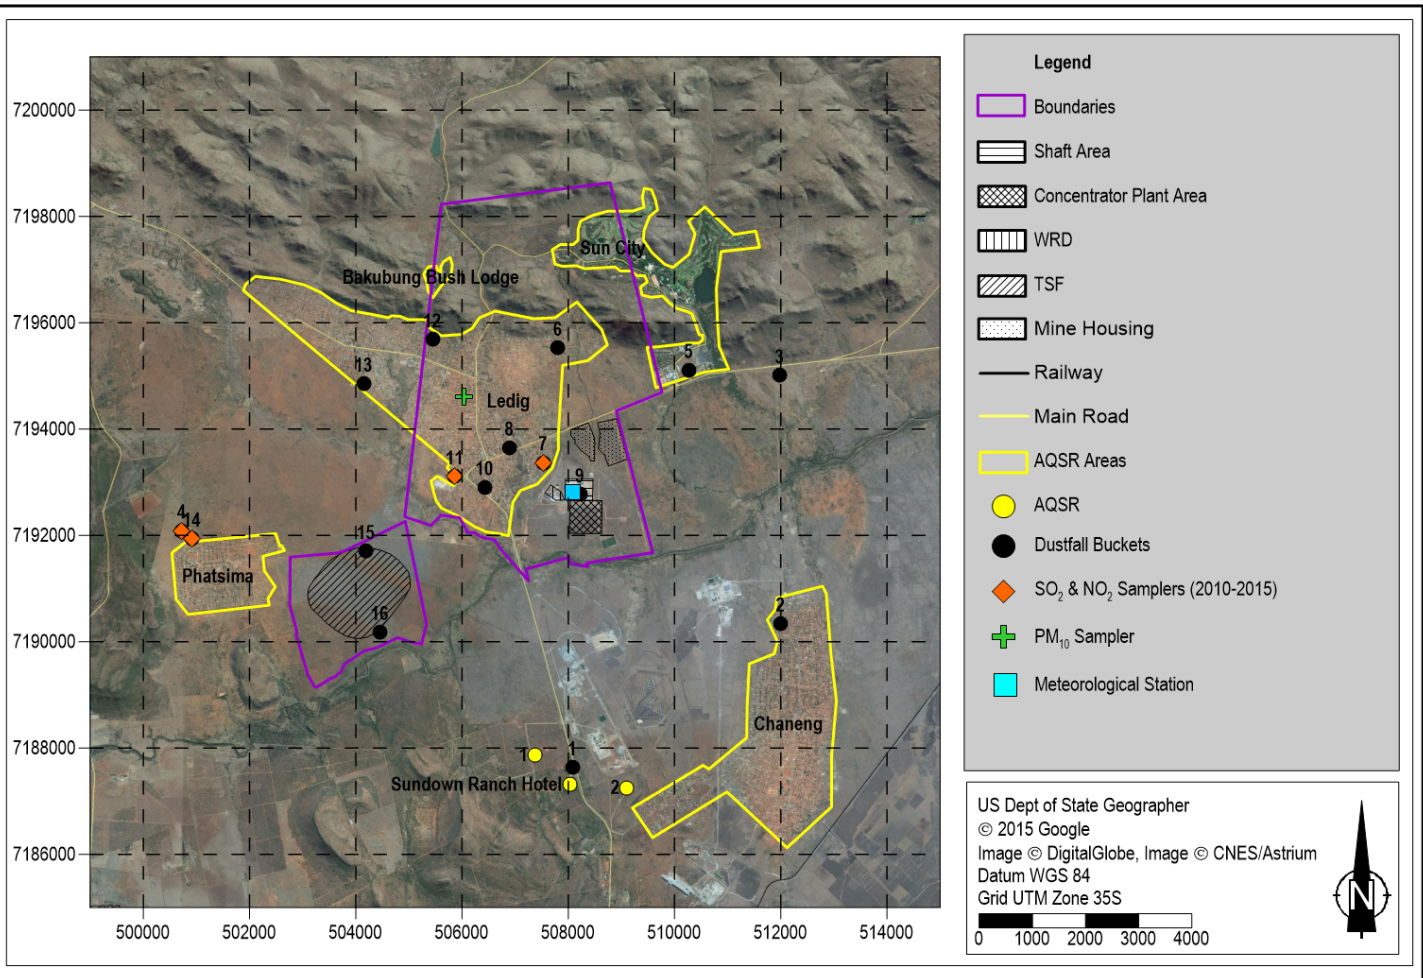 7200000
7198000
7196000
7194000
7192000
7190000
7188000
7186000
500000
502000
504000
506000
508000
510000
512000
514000
Sun City
Bakubung Bush Lodge
12
6
5
3
13
Ledig
8
7
11
10
9
4
14
15
Phatsima
16
2
Chaneng
1
1
Sundown Ranch Hotel
2
Legend
Boundaries
Shaft Area
Concentrator Plant Area
WRD
TSF
Mine Housing
Railway
Main Road
AQSR Areas
AQSR
Dustfall Buckets
SO2 & NO2 Samplers (2010-2015)
PM10 Sampler
Meteorological Station
US Dept of State Geographer
© 2015 Google
Image © DigitalGlobe, Image © CNES/Astrium
Datum WGS 84
Grid UTM Zone 35S
0 1000 2000 3000 4000
N